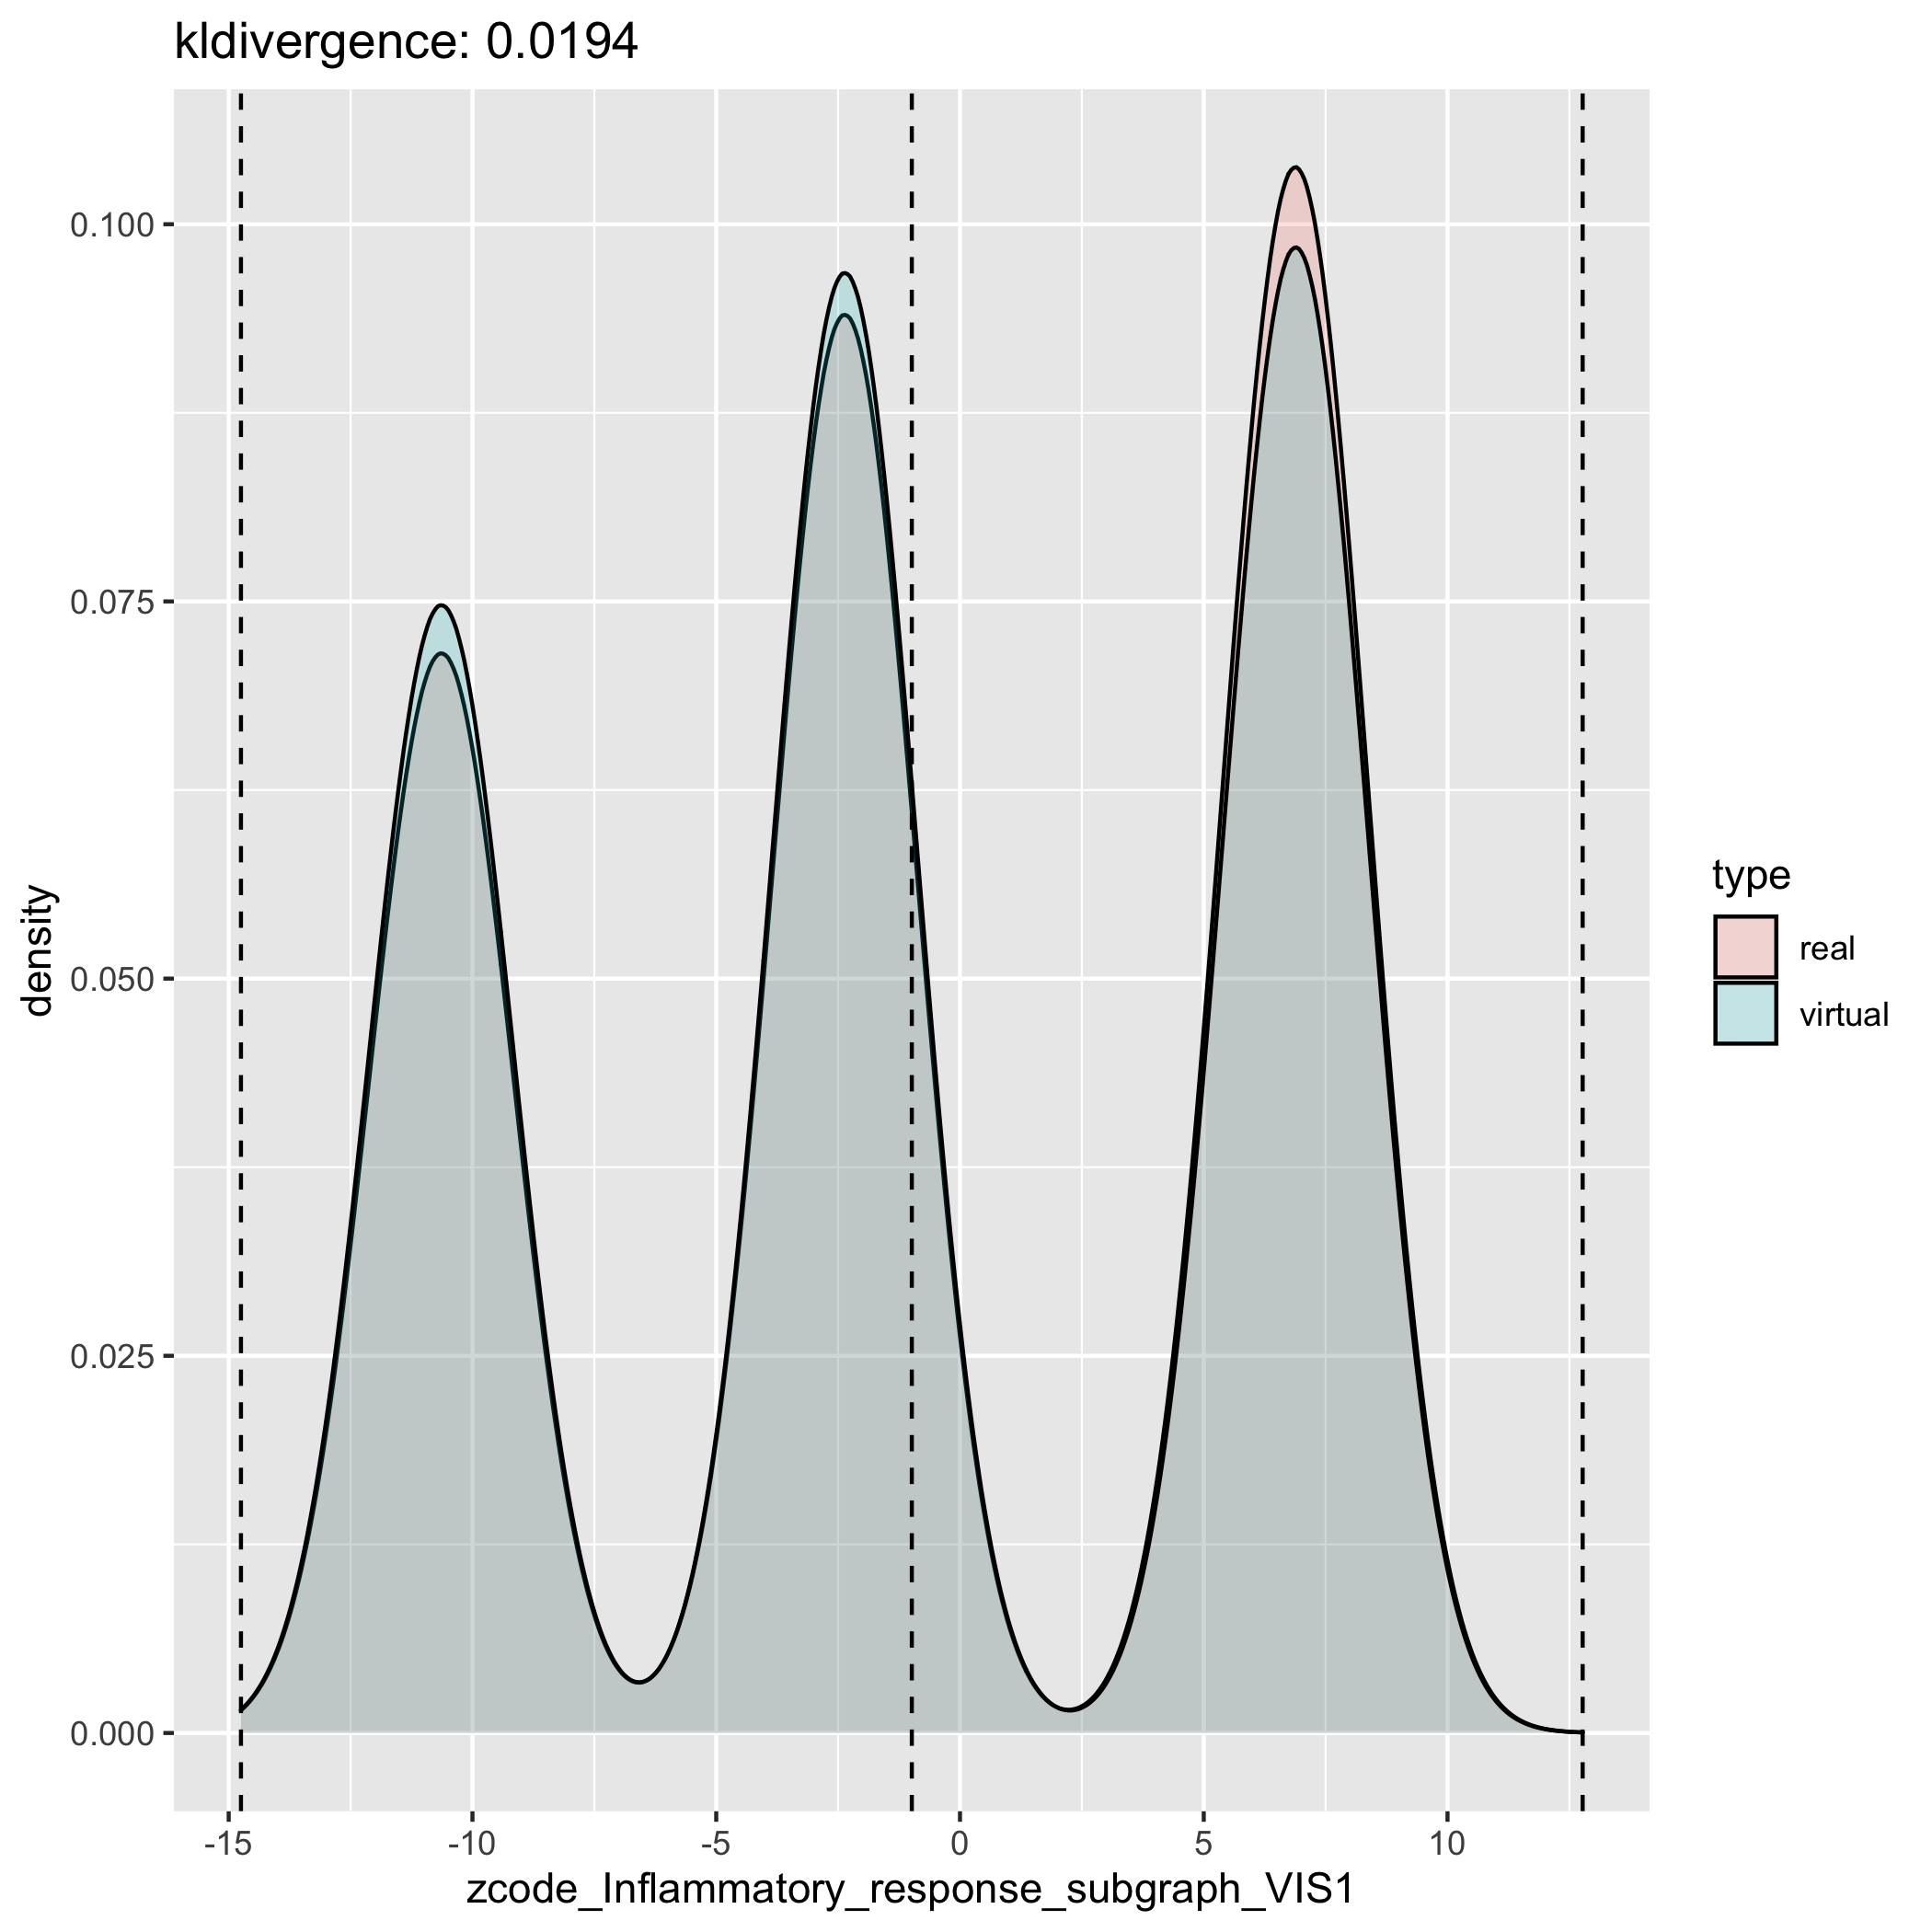 kldivergence: 0.0194
0.100
0.075
0.050
0.025
0.000
density
-15 -10 -5 0 5 10
zcode_Inflammatory_response_subgraph_VIS1
type
real
virtual